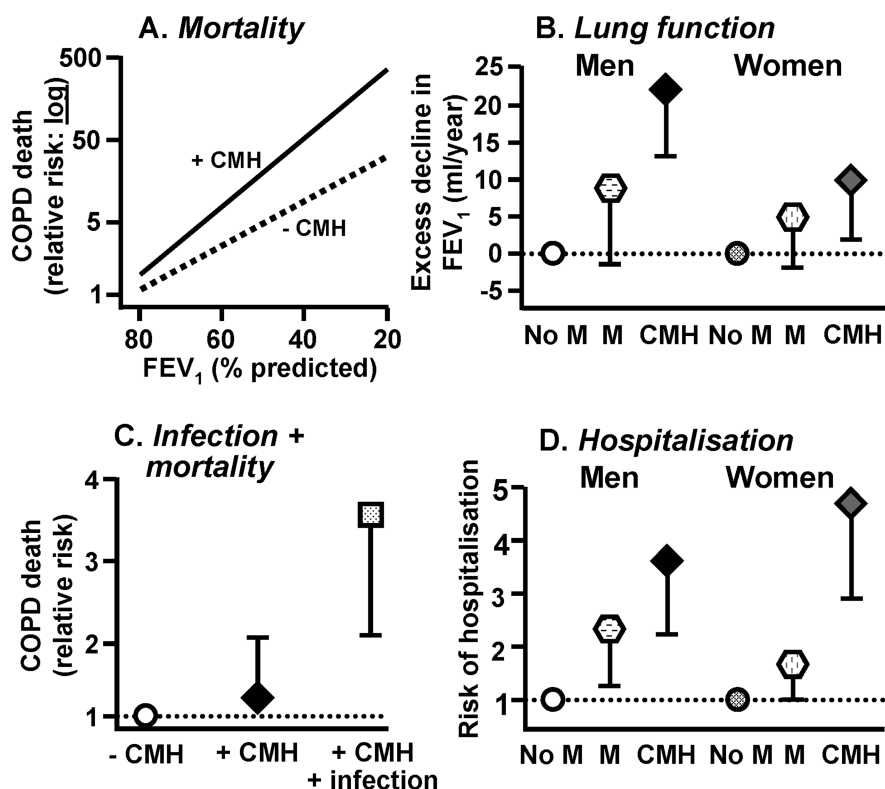 A. Mortality
COPD death
(relative risk: log)
500
50
5
1
+ CMH
- CMH
80
60
40
20
FEV1 (% predicted)
B. Lung function
Men
Women
Excess decline in
FEV1 (ml/year)
25
20
15
10
5
0
-5
No M
M
CMH
No M
M
CMH
C. Infection +
mortality
COPD death
(relative risk)
4
3
2
1
- CMH
+ CMH
+ CMH
+ infection
D. Hospitalisation
Men
Women
Risk of hospitalisation
5
4
3
2
1
No M
M
CMH
No M
M
CMH